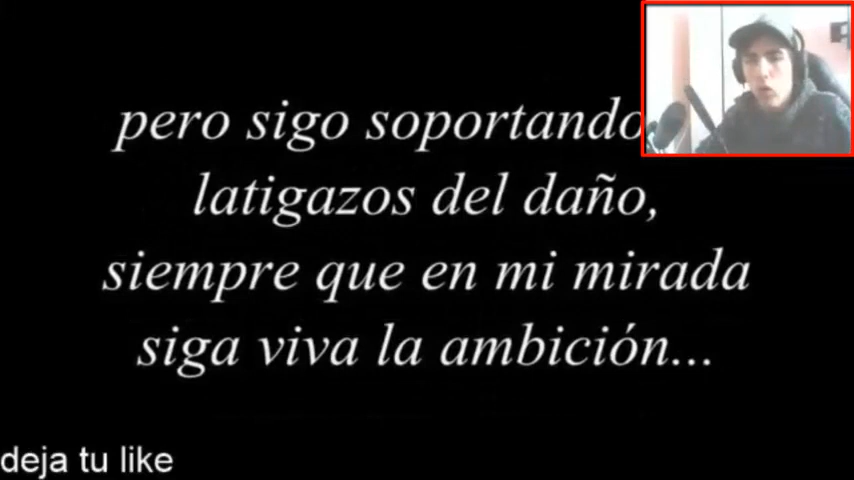 pero sigo soportando
latigazos del daño,
siempre que en mi mirada
siga viva la ambición...
deja tu like